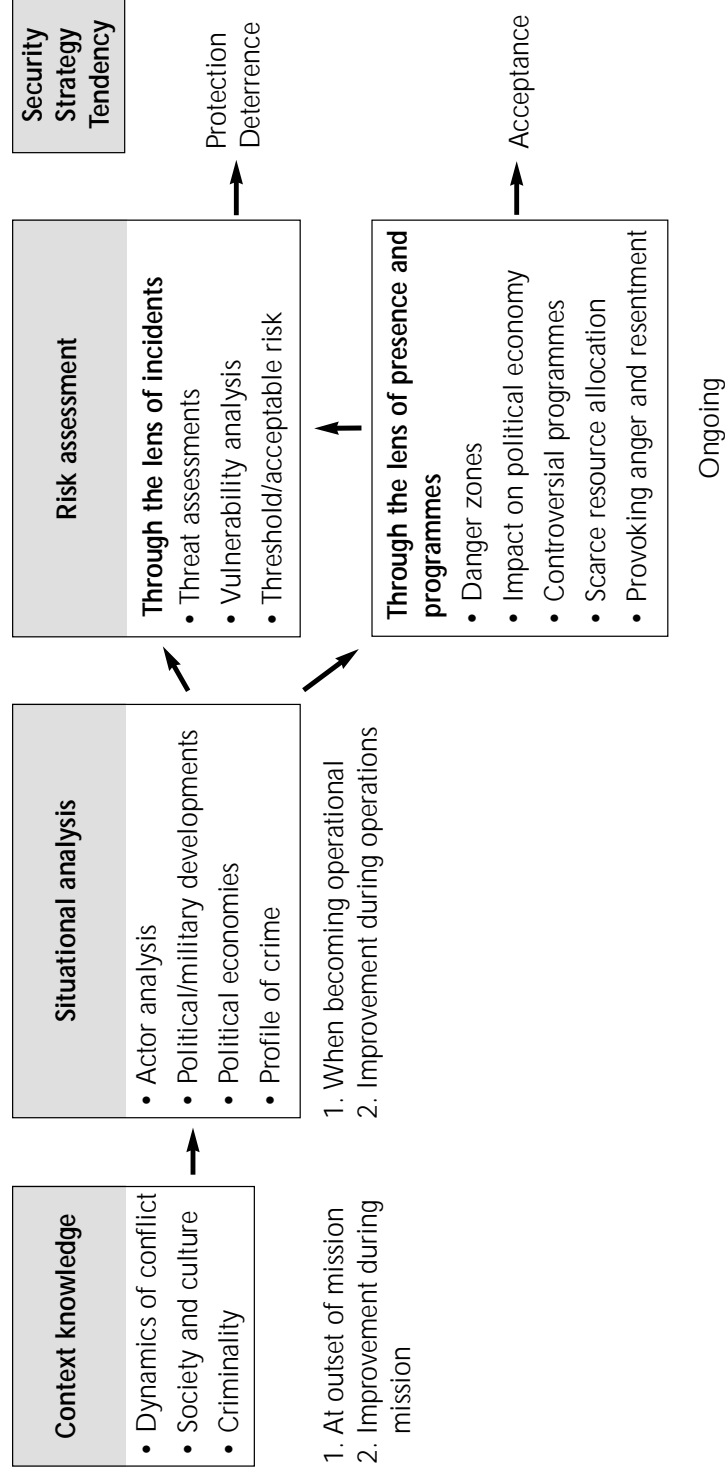 Context knowledge
• Dynamics of conflict
• Society and culture
• Criminality
1. At outset of mission
2. Improvement during
mission
Situational analysis
• Actor analysis
• Political/military developments
• Political economies
• Profile of crime
1. When becoming operational
2. Improvement during operations
Risk assessment
Through the lens of incidents
• Threat assessments
• Vulnerability analysis
• Threshold/acceptable risk
Through the lens of presence and
programmes
• Danger zones
• Impact on political economy
• Controversial programmes
• Scarce resource allocation
• Provoking anger and resentment
Ongoing
Security
Strategy
Tendency
Protection
Deterrence
Acceptance